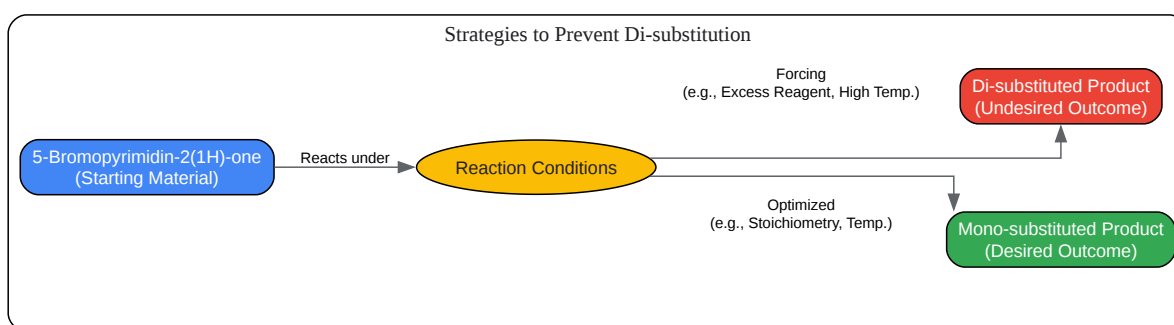 Strategies to Prevent Di-substitution
Forcing
(e.g., Excess Reagent, High Temp.)
Di-substituted Product
(Undesired Outcome)
5-Bromopyrimidin-2(1H)-one
(Starting Material)
Reacts under
Reaction Conditions
Optimized
(e.g., Stoichiometry, Temp.)
Mono-substituted Product
(Desired Outcome)